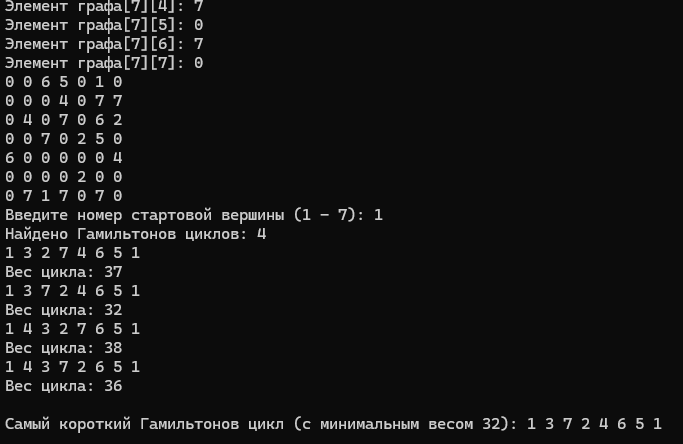 Элемент графа[7][4]: 7
Элемент графа[7][5]: 0
Элемент графа[7][6]: 7
Элемент графа[7][7]: 0
0 0 6 5 0 1 0
0 0 0 4 0 7 7
0 4 0 7 0 6 2
0 0 7 0 2 5 0
6 0 0 0 0 0 4
0 0 0 0 2 0 0
0 7 1 7 0 7 0
Введите номер стартовой вершины (1 - 7): 1
Найдено Гамильтонов циклов: 4
1 3 2 7 4 6 5 1
Вес цикла: 37
1 3 7 2 4 6 5 1
Вес цикла: 32
1 4 3 2 7 6 5 1
Вес цикла: 38
1 4 3 7 2 6 5 1
Вес цикла: 36
Самый короткий Гамильтонов цикл (с минимальным весом 32): 1 3 7 2 4 6 5 1